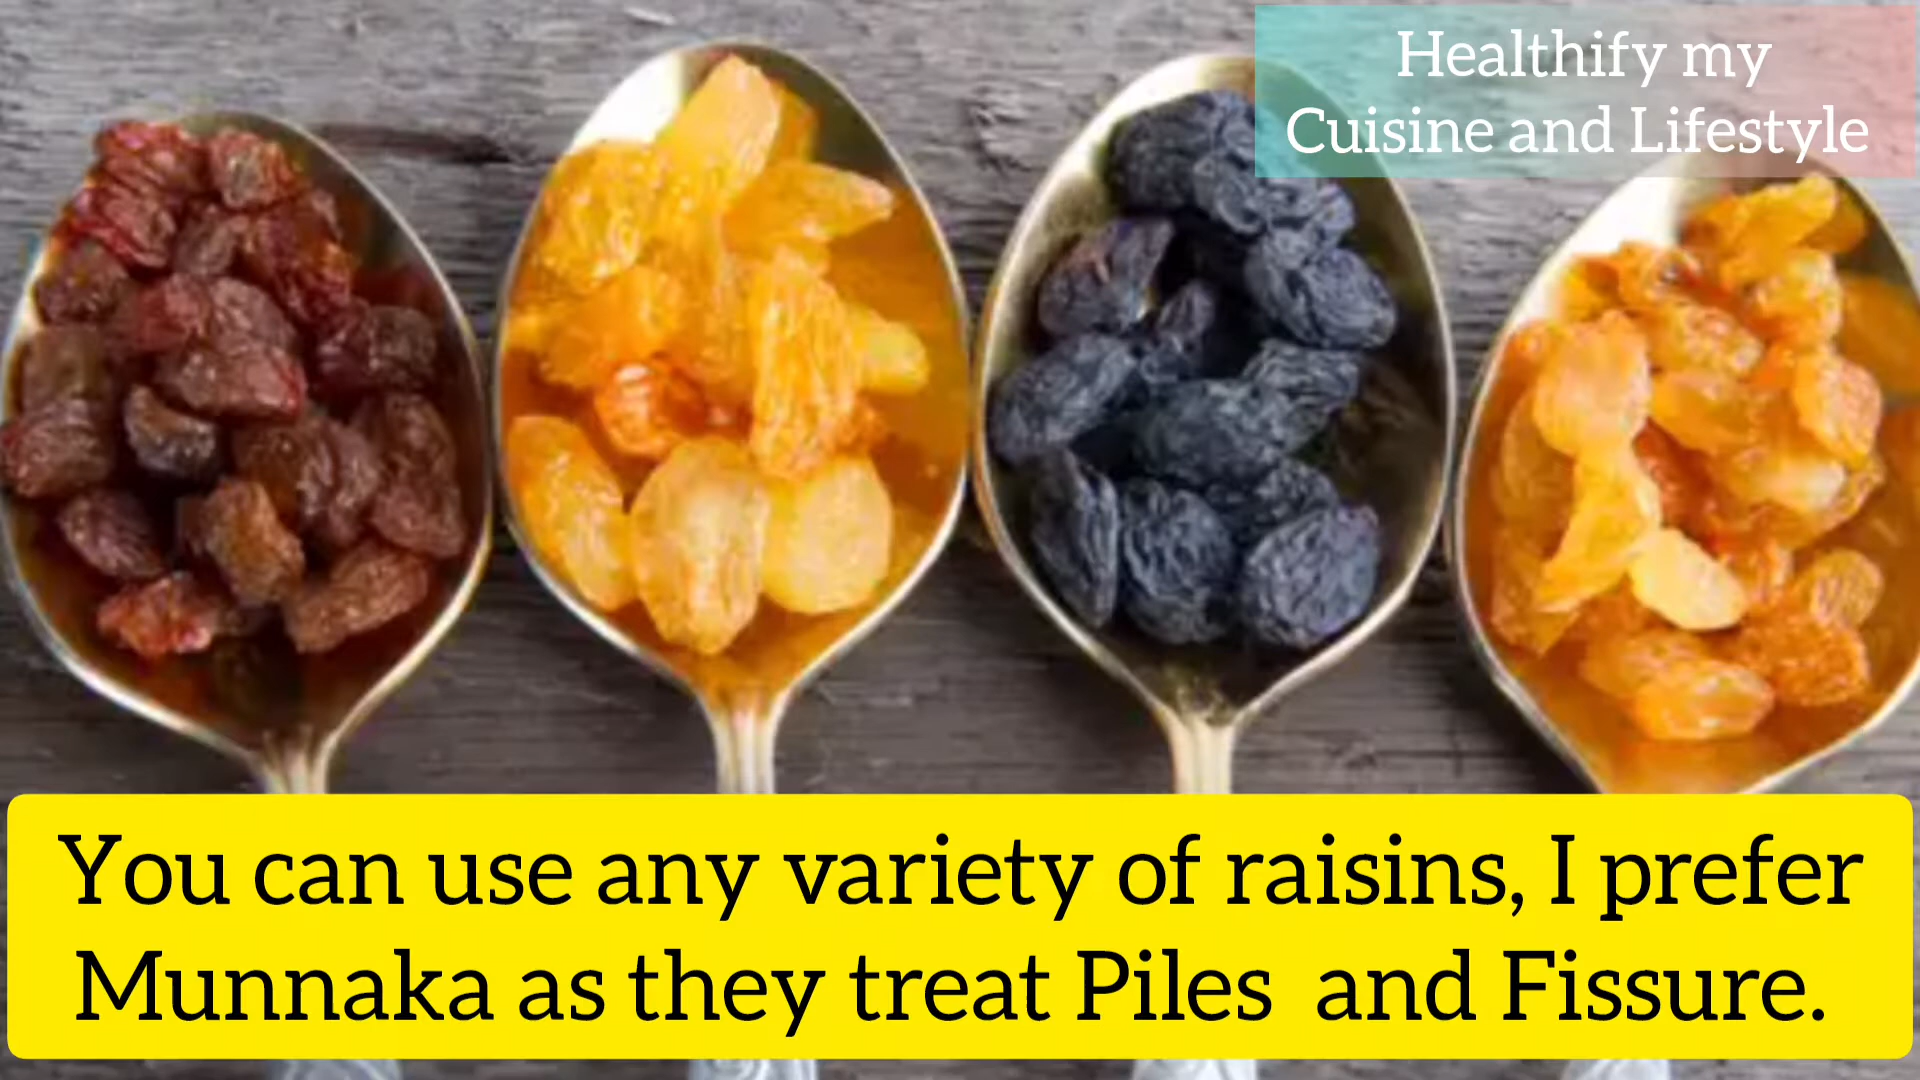 Healthify my
Cuisine and Lifestyle
You can use any variety of raisins, I prefer
Munnaka as they treat Piles and Fissure.